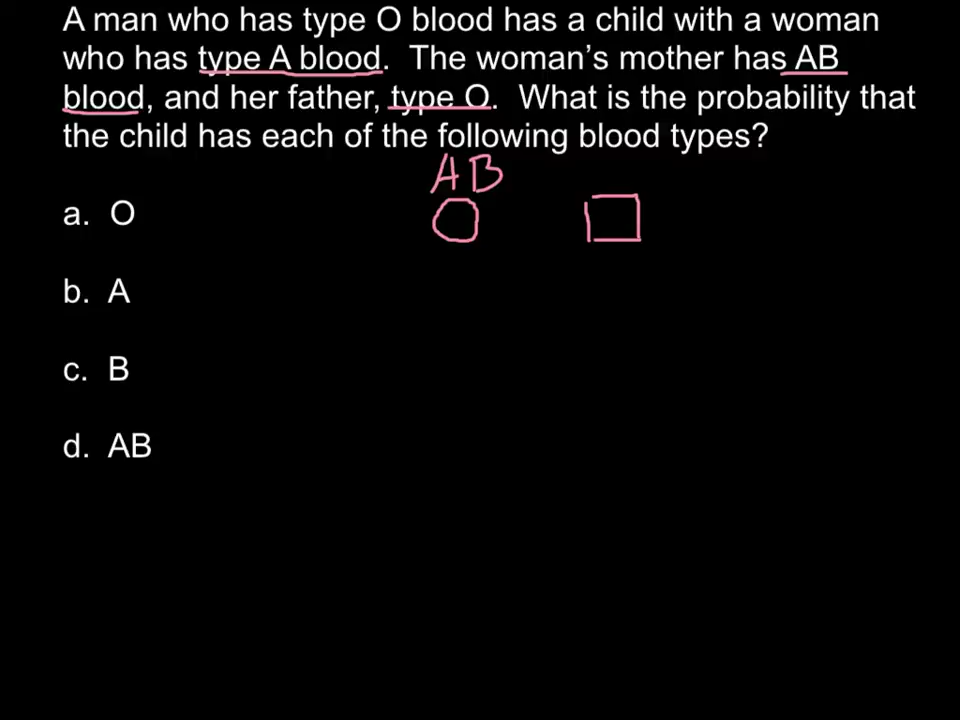 A man who has type O blood has a child with a woman
who has type A blood. The woman's mother has AB
blood, and her father, type O. What is the probability that
the child has each of the following blood types?
AB
a. O
b. A
c. B
d. AB